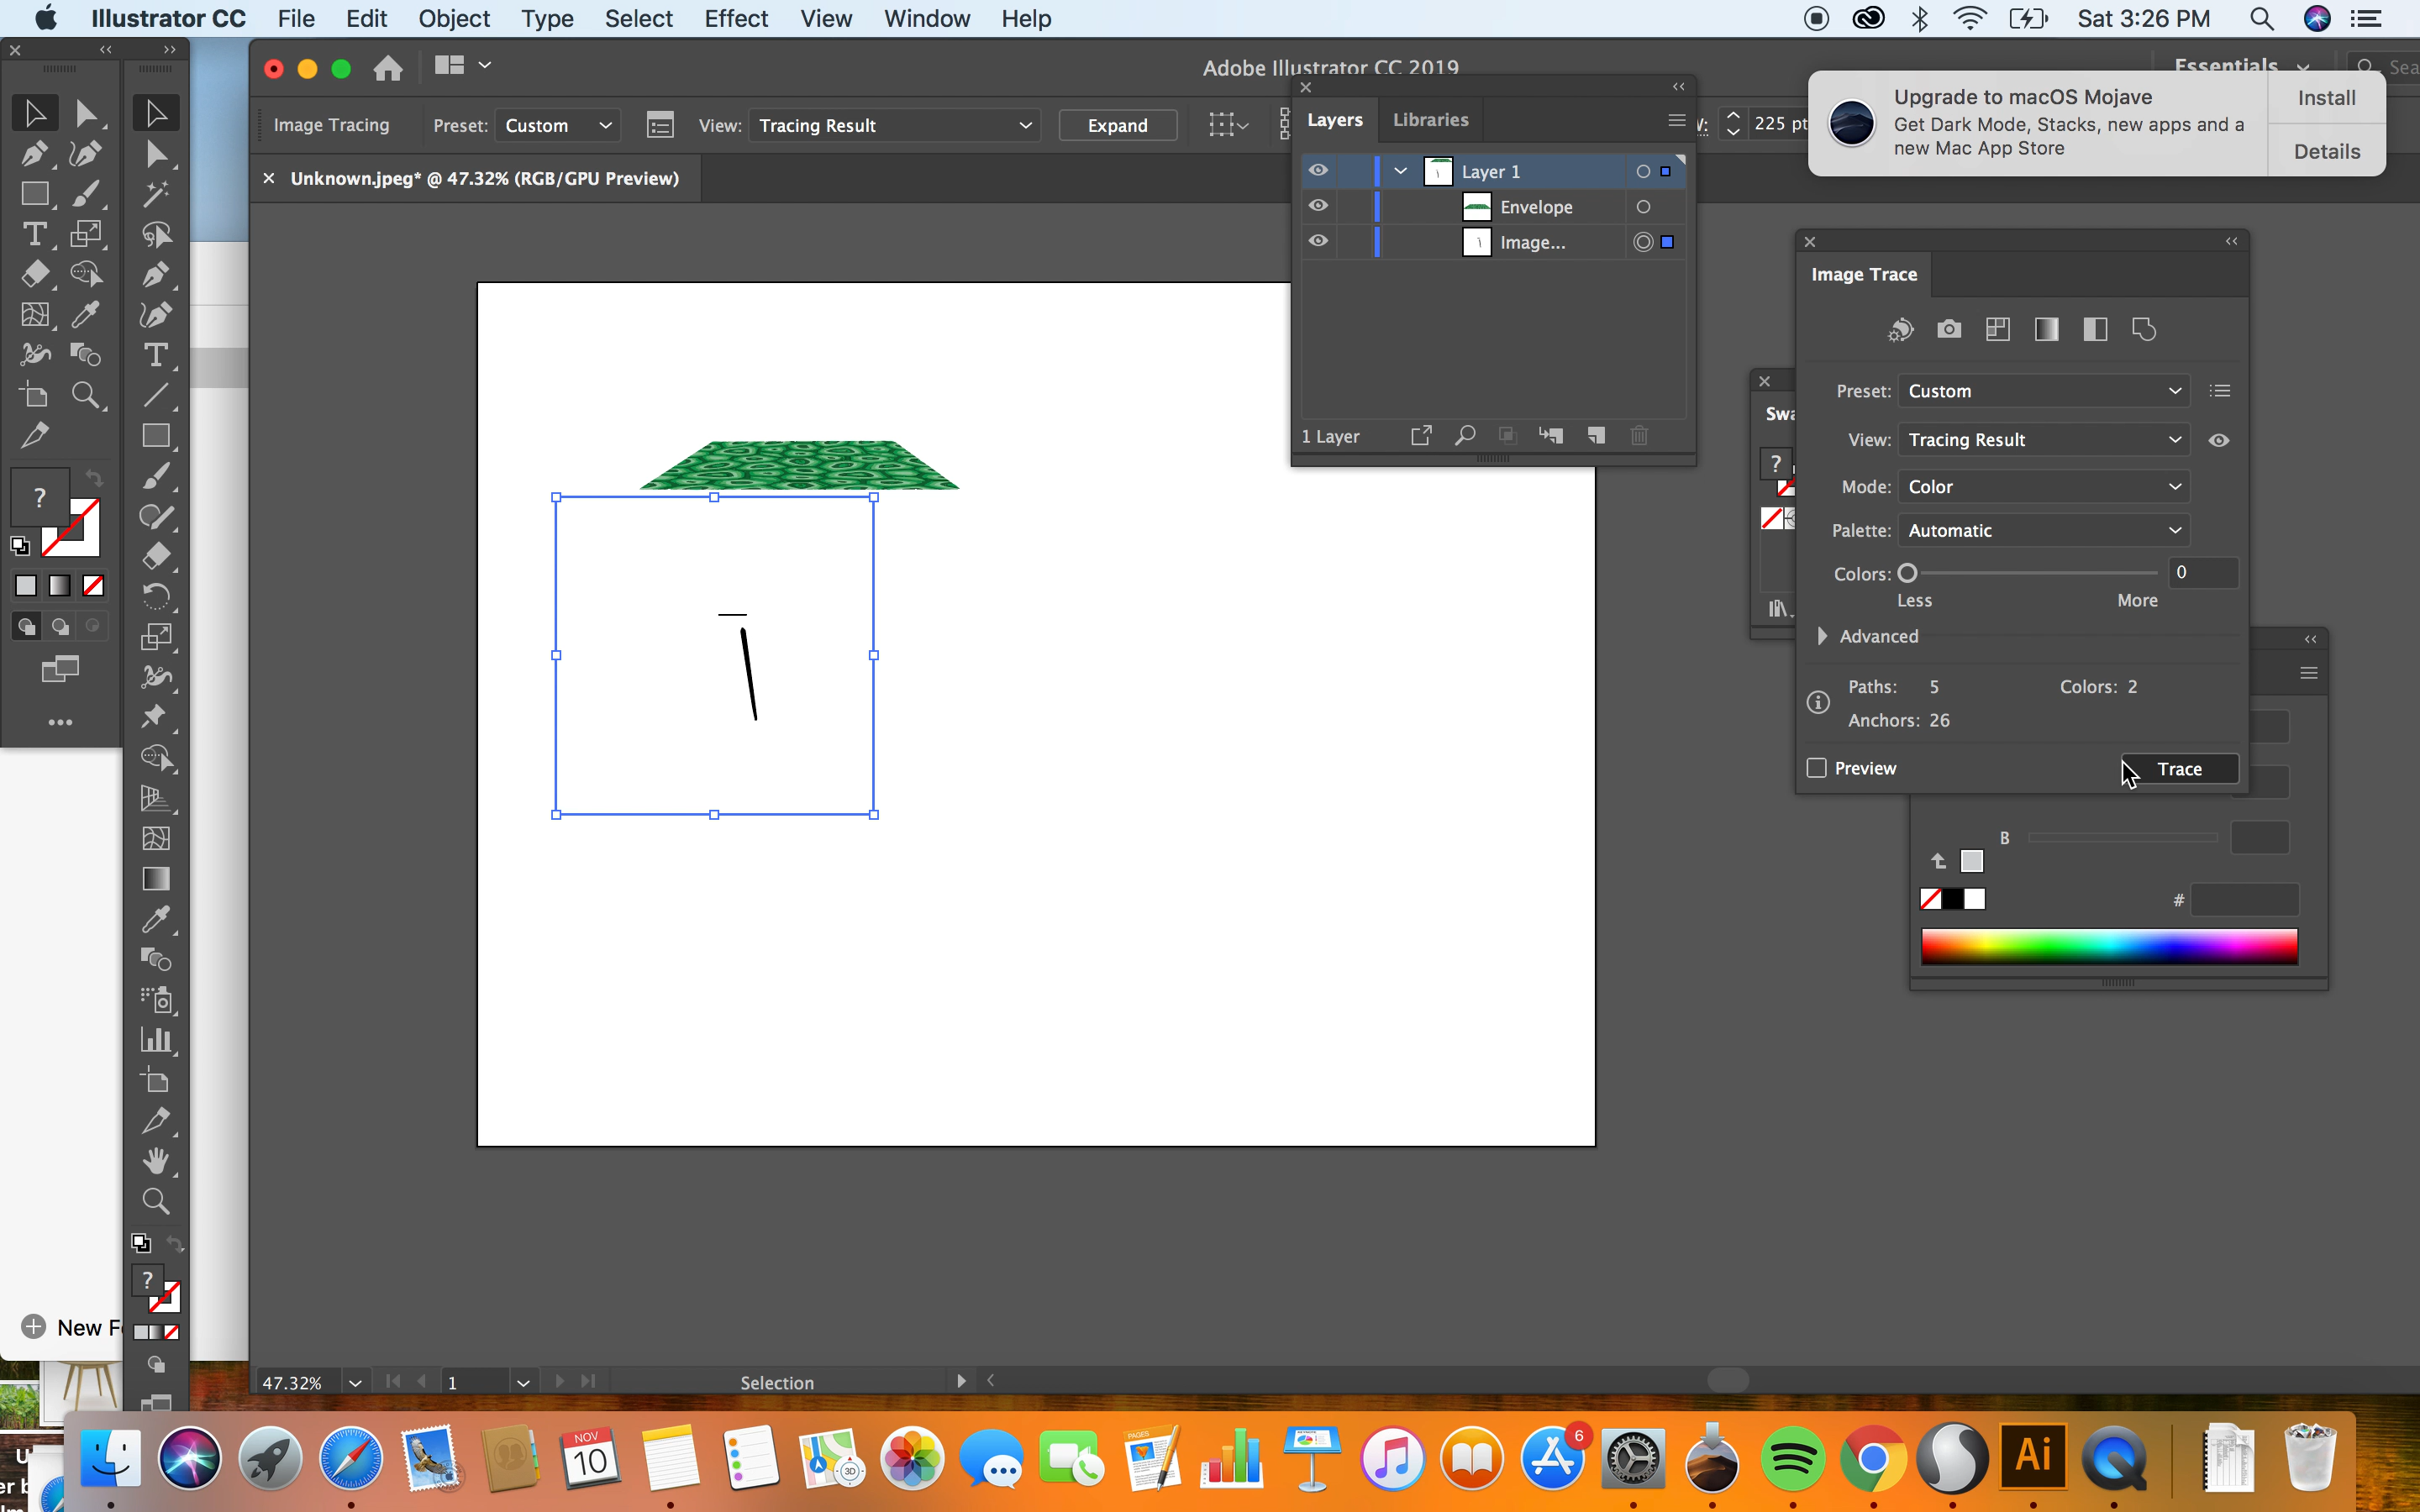 Illustrator CC File Edit Object Type Select Effect View Window Help Sat 3:26 PM
Adobe Illustrator CC 2019
Essentials
Upgrade to macOS Mojave
Get Dark Mode, Stacks, new apps and a
new Mac App Store
Install
Details
Image Tracing Preset: Custom View: Tracing Result Expand
225 pt
Unknown.jpeg* @ 47.32% (RGB/GPU Preview)
Layers Libraries
Layer 1
Envelope
Image...
1 Layer
Image Trace
Preset: Custom
View: Tracing Result
Mode: Color
Palette: Automatic
Colors: 0
Less More
Advanced
Paths: 5 Colors: 2
Anchors: 26
Preview Trace
B
#
?
?
?
New
47.32% 1 Selection
NOV
10
3D
PAGES
6
Ai